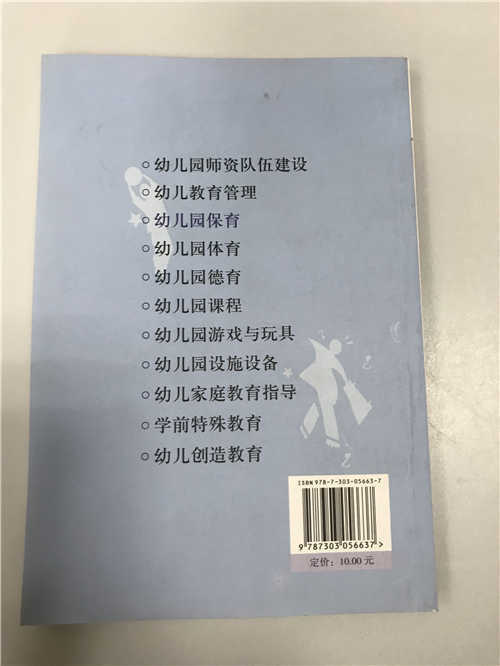 ○幼儿园师资队伍建设
○幼儿教育管理
○幼儿园保育
○幼儿园体育
○幼儿园德育
○幼儿园课程
○幼儿园游戏与玩具
○幼儿园设施设备
○幼儿家庭教育指导
○学前特殊教育
○幼儿创造教育
ISBN 978-7-303-05663-7
9 787303 056637>
定价：10.00 元